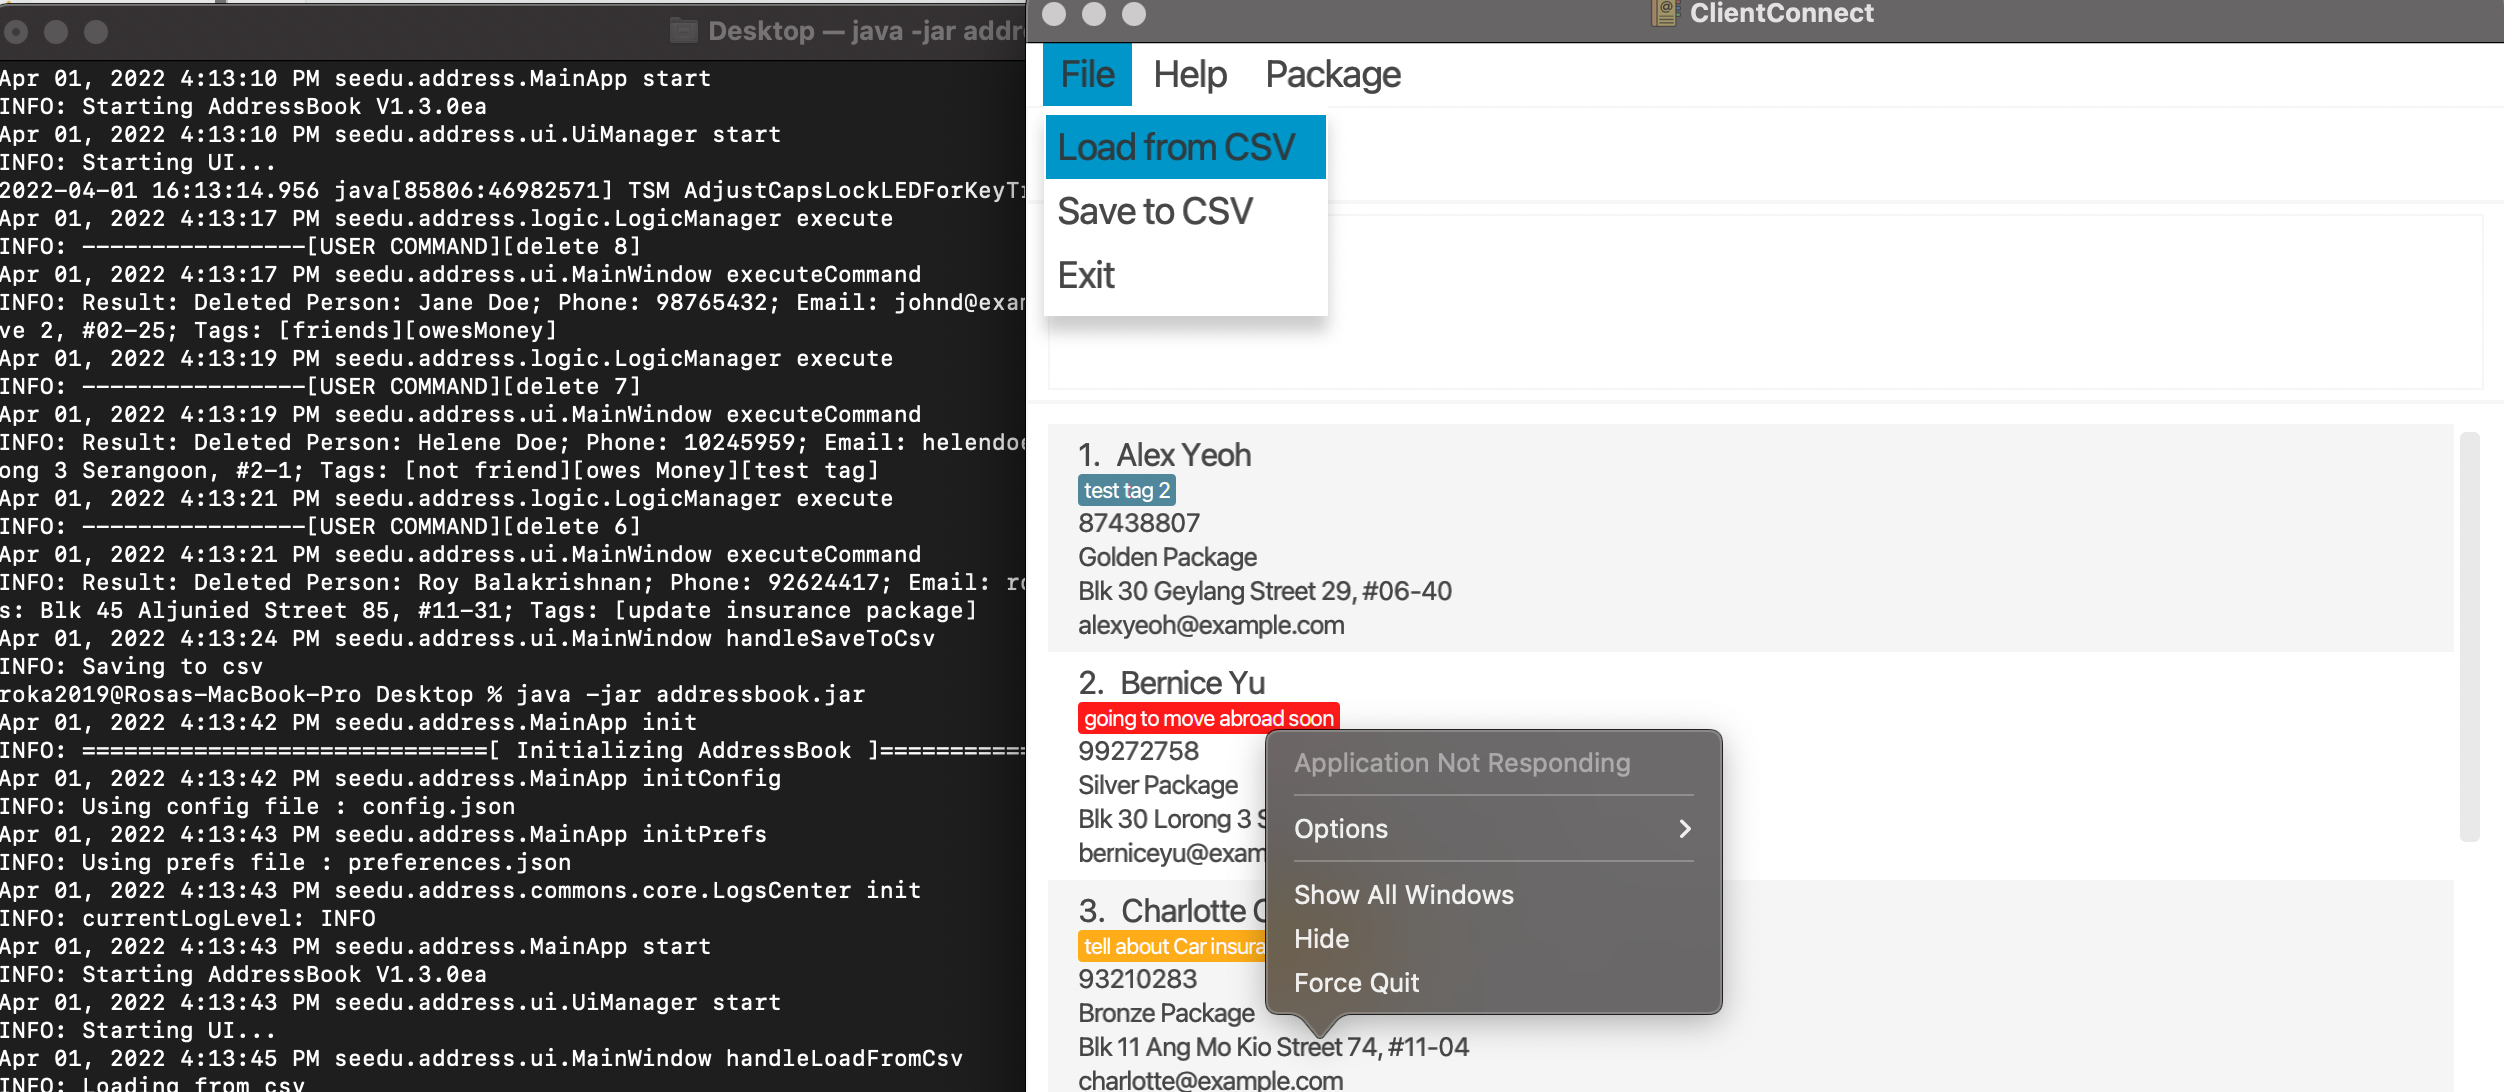 Desktop — java -jar addr
Apr 01, 2022 4:13:10 PM seedu.address.MainApp start
INFO: Starting AddressBook V1.3.0ea
Apr 01, 2022 4:13:10 PM seedu.address.ui.UiManager start
INFO: Starting UI...
2022-04-01 16:13:14.956 java[85806:46982571] TSM AdjustCapsLockLEDForKeyTr
Apr 01, 2022 4:13:17 PM seedu.address.logic.LogicManager execute
INFO: ----------------[USER COMMAND][delete 8]
Apr 01, 2022 4:13:17 PM seedu.address.ui.MainWindow executeCommand
INFO: Result: Deleted Person: Jane Doe; Phone: 98765432; Email: johnd@exam
ve 2, #02-25; Tags: [friends][owesMoney]
Apr 01, 2022 4:13:19 PM seedu.address.logic.LogicManager execute
INFO: ----------------[USER COMMAND][delete 7]
Apr 01, 2022 4:13:19 PM seedu.address.ui.MainWindow executeCommand
INFO: Result: Deleted Person: Helene Doe; Phone: 10245959; Email: helendoe
ong 3 Serangoon, #2-1; Tags: [not friend][owes Money][test tag]
Apr 01, 2022 4:13:21 PM seedu.address.logic.LogicManager execute
INFO: ----------------[USER COMMAND][delete 6]
Apr 01, 2022 4:13:21 PM seedu.address.ui.MainWindow executeCommand
INFO: Result: Deleted Person: Roy Balakrishnan; Phone: 92624417; Email: ro
s: Blk 45 Aljunied Street 85, #11-31; Tags: [update insurance package]
Apr 01, 2022 4:13:24 PM seedu.address.ui.MainWindow handleSaveToCsv
INFO: Saving to csv
roka2019@Rosas-MacBook-Pro Desktop % java -jar addressbook.jar
Apr 01, 2022 4:13:42 PM seedu.address.MainApp init
INFO: =============================[ Initializing AddressBook ]===========
Apr 01, 2022 4:13:42 PM seedu.address.MainApp initConfig
INFO: Using config file : config.json
Apr 01, 2022 4:13:43 PM seedu.address.MainApp initPrefs
INFO: Using prefs file : preferences.json
Apr 01, 2022 4:13:43 PM seedu.address.commons.core.LogsCenter init
INFO: currentLogLevel: INFO
Apr 01, 2022 4:13:43 PM seedu.address.MainApp start
INFO: Starting AddressBook V1.3.0ea
Apr 01, 2022 4:13:43 PM seedu.address.ui.UiManager start
INFO: Starting UI...
Apr 01, 2022 4:13:45 PM seedu.address.ui.MainWindow handleLoadFromCsv
INFO: Loading from csv
ClientConnect
File Help Package
Load from CSV
Save to CSV
Exit
1. Alex Yeoh
test tag 2
87438807
Golden Package
Blk 30 Geylang Street 29, #06-40
alexyeoh@example.com
2. Bernice Yu
going to move abroad soon
99272758
Silver Package
Blk 30 Lorong 3 S
berniceyu@exam
3. Charlotte
tell about Car insura
93210283
Bronze Package
Blk 11 Ang Mo Kio Street 74, #11-04
charlotte@example.com
Application Not Responding
Options
Show All Windows
Hide
Force Quit